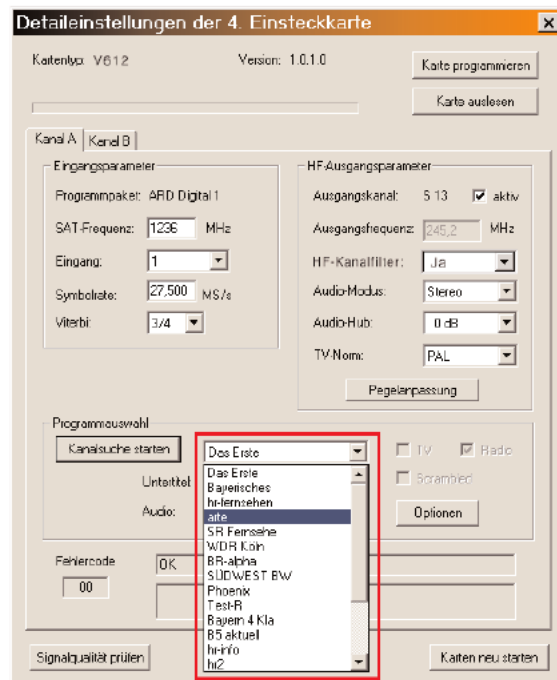 Detaileinstellungen der 4. Einsteckkarte
Kartentyp: V612 Version: 1.0.1.0
Karte programmieren
Karte auslesen
Kanal A Kanal B
Eingangsparameter
Programmpaket: ARD Digital 1
SAT-Frequenz: 1236 MHz
Eingang: 1
Symbolrate: 27,500 MS/s
Viterbi: 3/4
HF-Ausgangsparameter
Ausgangskanal: S 13 aktiv
Ausgangsfrequenz: 245,2 MHz
HF-Kanalfilter: Ja
Audio-Modus: Stereo
Audio-Hub: 0 dB
TV-Norm: PAL
Pegelanpassung
Programmauswahl
Kanalsuche starten
Das Erste
TV Radio
Untertitel
Scrambled
Audio:
Optionen
Das Erste
Bayerisches
hr-fernsehen
arte
SR Fernsehe
WDR Köln
BR-alpha
SÜDWEST BW
Phoenix
Test-R
Bayern 4 Kla
B5 aktuell
hr-info
hr2
Fehlercode
00
OK
Signalqualität prüfen
Karten neu starten